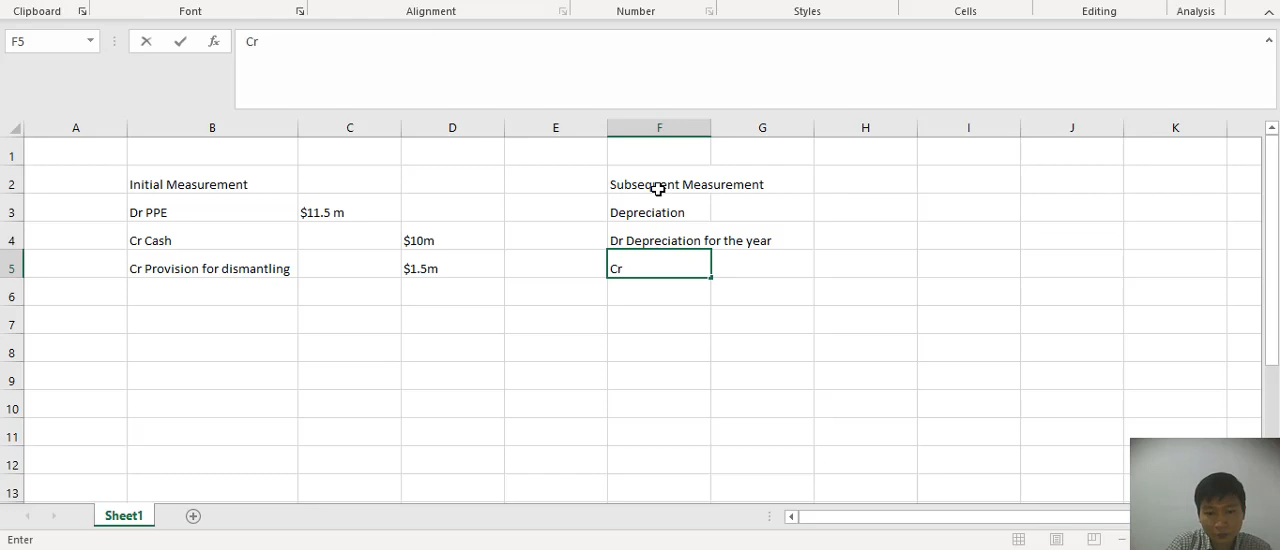 Clipboard Font Alignment Number Styles Cells Editing Analysis
F5 fx Cr
A B C D E F G H I J K
1
2 Initial Measurement Subsequent Measurement
3 Dr PPE $11.5 m Depreciation
4 Cr Cash $10m Dr Depreciation for the year
5 Cr Provision for dismantling $1.5m Cr
6
7
8
9
10
11
12
13
Sheet1
Enter